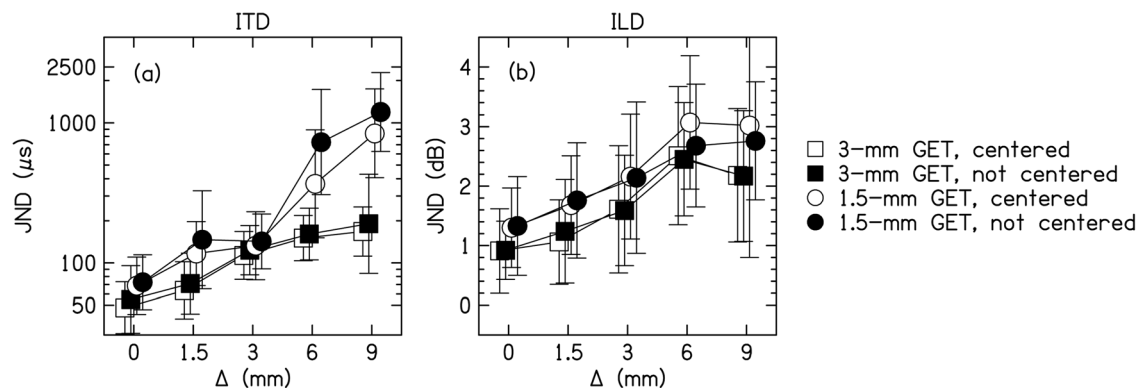 ITD
ILD
(a)
(b)
JND (μs)
2500
1000
100
50
0 1.5 3 6 9
Δ (mm)
JND (dB)
4
3
2
1
0
0 1.5 3 6 9
Δ (mm)
3-mm GET, centered
3-mm GET, not centered
1.5-mm GET, centered
1.5-mm GET, not centered